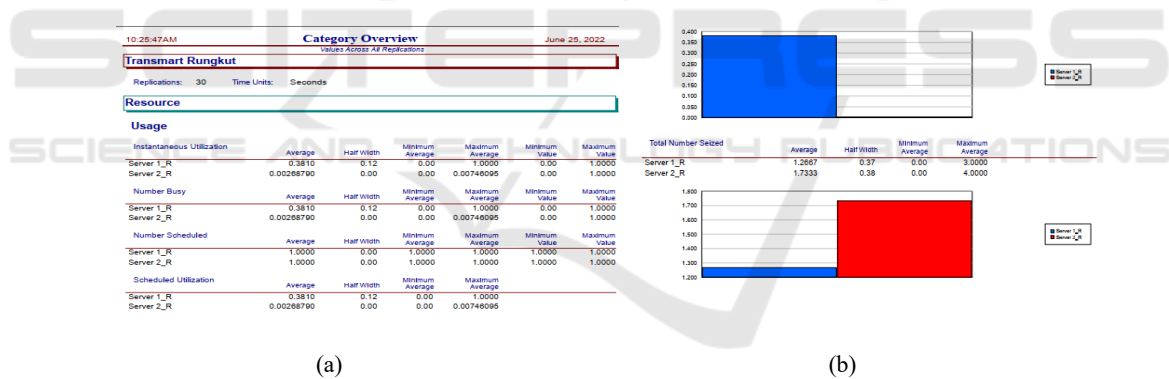 SCITEPRESS
SCIENCE AND TECHNOLOGY PUBLICATIONS
10:25:47AM Category Overview June 25, 2022
Values Across All Replications
Transmart Rungkut
Replications: 30 Time Units: Seconds
Resource
Usage
Instantaneous Utilization Average Half Width Minimum Average Maximum Average Minimum Value Maximum Value
Server 1_R 0.3810 0.12 0.00 1.0000 0.00 1.0000
Server 2_R 0.00268790 0.00 0.00 0.00746095 0.00 1.0000
Number Busy Average Half Width Minimum Average Maximum Average Minimum Value Maximum Value
Server 1_R 0.3810 0.12 0.00 1.0000 0.00 1.0000
Server 2_R 0.00268790 0.00 0.00 0.00746095 0.00 1.0000
Number Scheduled Average Half Width Minimum Average Maximum Average Minimum Value Maximum Value
Server 1_R 1.0000 0.00 1.0000 1.0000 1.0000 1.0000
Server 2_R 1.0000 0.00 1.0000 1.0000 1.0000 1.0000
Scheduled Utilization Average Half Width Minimum Average Maximum Average
Server 1_R 0.3810 0.12 0.00 1.0000
Server 2_R 0.00268790 0.00 0.00 0.00746095
(a)
0.400
0.350
0.300
0.250
0.200
0.150
0.100
0.050
0.000
Server 1_R
Server 2_R
Total Number Seized Average Half Width Minimum Average Maximum Average
Server 1_R 1.2667 0.37 0.00 3.0000
Server 2_R 1.7333 0.38 0.00 4.0000
1.800
1.700
1.600
1.500
1.400
1.300
1.200
Server 1_R
Server 2_R
(b)